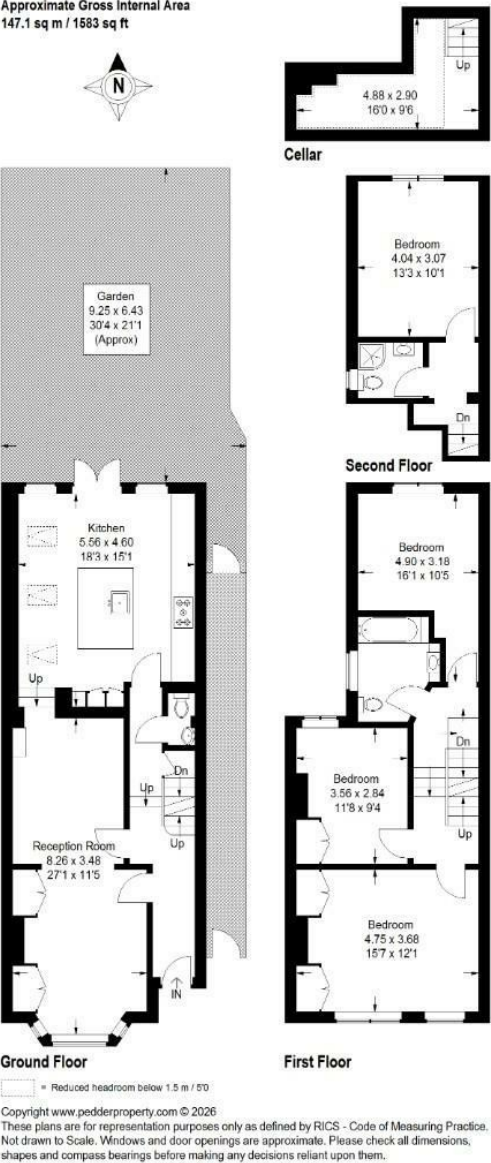 Approximate Gross Internal Area
147.1 sq m / 1583 sq ft
N
Up
4.88 x 2.90
16'0 x 9'6
Cellar
Bedroom
4.04 x 3.07
13'3 x 10'1
Dn
Second Floor
Garden
9.25 x 6.43
30'4 x 21'1
(Approx)
Kitchen
5.56 x 4.60
18'3 x 15'1
Up
Dn
Up
Up
Reception Room
8.26 x 3.48
27'1 x 11'5
IN
Ground Floor
Bedroom
4.90 x 3.18
16'1 x 10'5
Dn
Up
Bedroom
3.56 x 2.84
11'8 x 9'4
Bedroom
4.75 x 3.68
15'7 x 12'1
First Floor
= Reduced headroom below 1.5 m / 5'0
Copyright www.pedderproperty.com © 2026
These plans are for representation purposes only as defined by RICS - Code of Measuring Practice.
Not drawn to Scale. Windows and door openings are approximate. Please check all dimensions,
shapes and compass bearings before making any decisions reliant upon them.